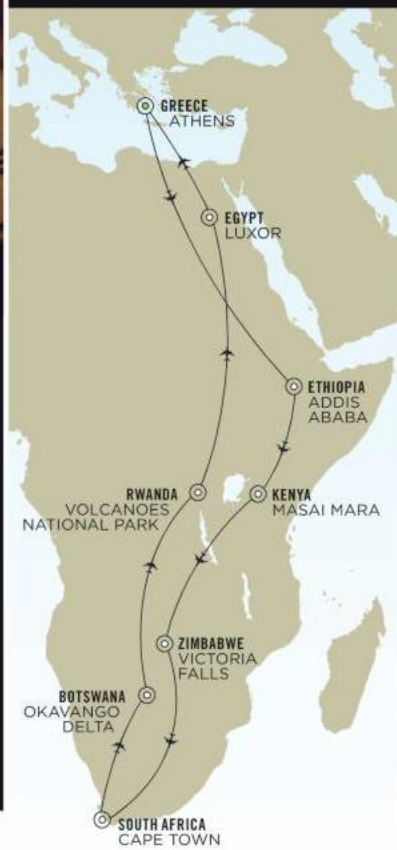 GREECE
ATHENS
EGYPT
LUXOR
ETHIOPIA
ADDIS
ABABA
RWANDA
VOLCANOES
NATIONAL PARK
KENYA
MASAI MARA
ZIMBABWE
VICTORIA
FALLS
BOTSWANA
OKAVANGO
DELTA
SOUTH AFRICA
CAPE TOWN